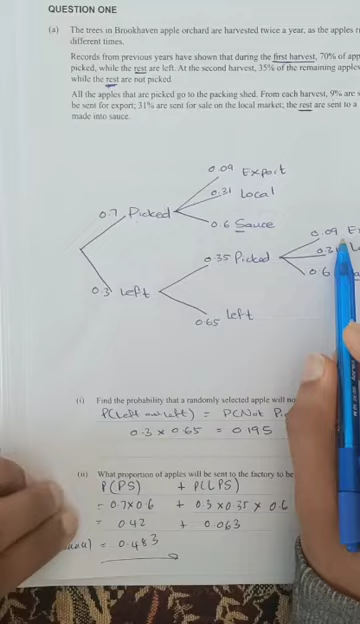 QUESTION ONE
(a) The trees in Brookhaven apple orchard are harvested twice a year, as the apples
different times.
Records from previous years have shown that during the first harvest, 70% of
picked, while the rest are left. At the second harvest, 35% of the remaining apples
while the rest are not picked.
All the apples that are picked go to the packing shed. From each harvest, 9% are
be sent for export; 31% are sent for sale on the local market; the rest are sent to a
made into sauce.
0.09 Export
0.31 Local
0.7 Picked
0.6 Sauce
0.09
0.35 Picked
0.6
0.3 Left
0.65 left
(i) Find the probability that a randomly selected apple will
P(Left and Left) = P(Not
0.3 × 0.65 = 0.195
(ii) What proportion of apples will be sent to the factory to be
P(PS) + P(LPS)
= 0.7×0.6 + 0.3 × 0.35 × 0.6
= 0.42 + 0.063
= 0.483